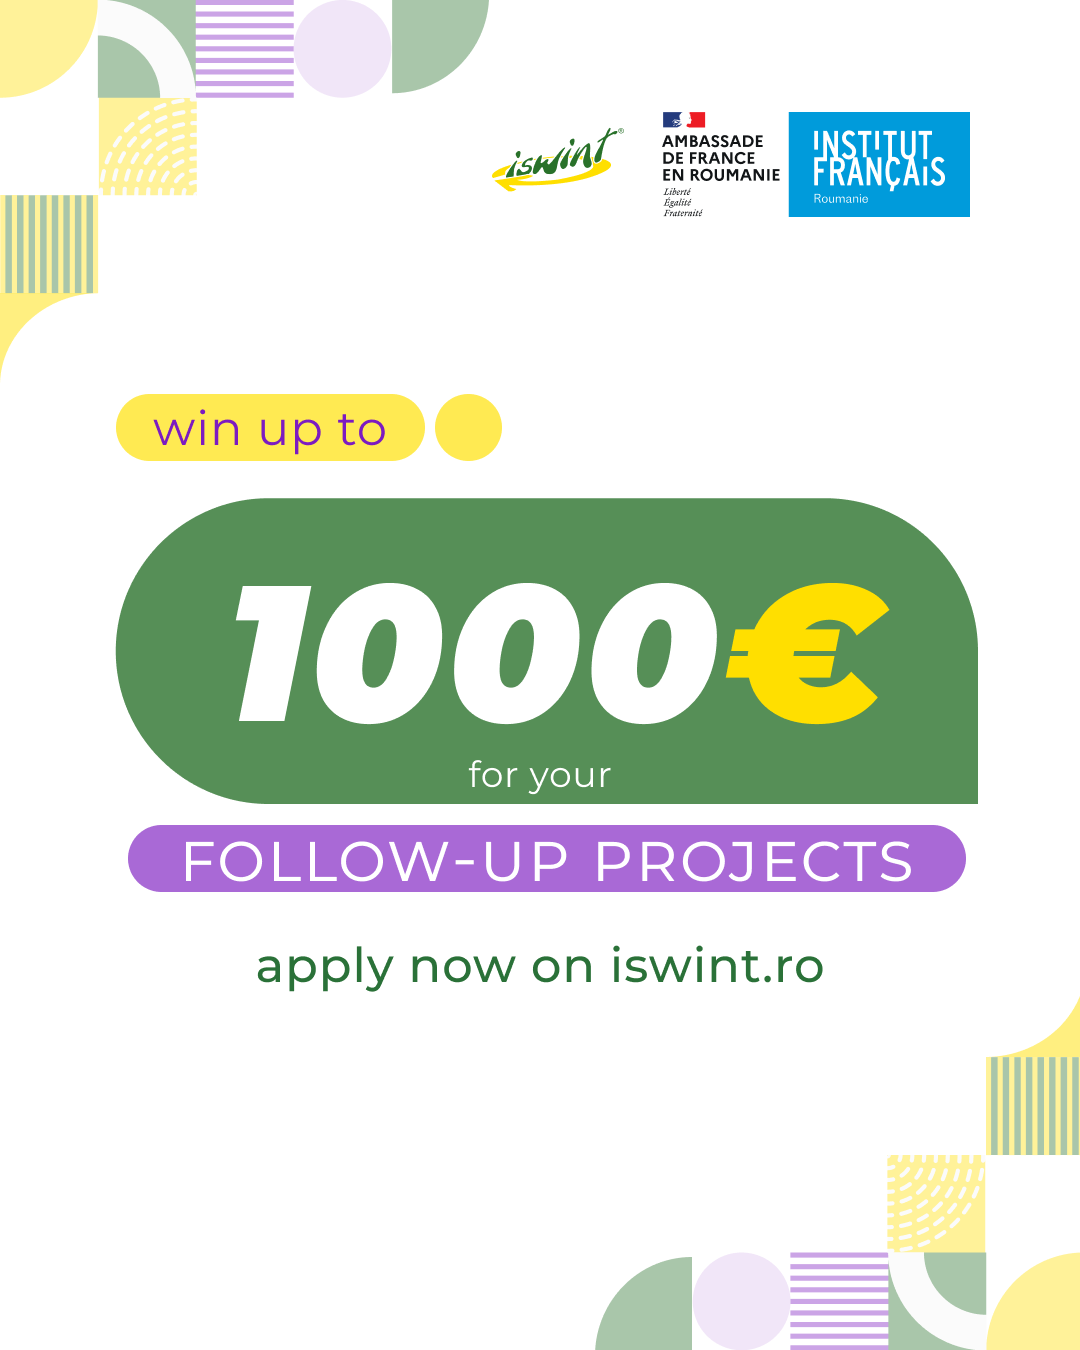 iswint®
AMBASSADE
DE FRANCE
EN ROUMANIE
Liberté
Égalité
Fraternité
INSTITUT
FRANÇAIS
Roumanie
win up to
1000€
for your
FOLLOW-UP PROJECTS
apply now on iswint.ro